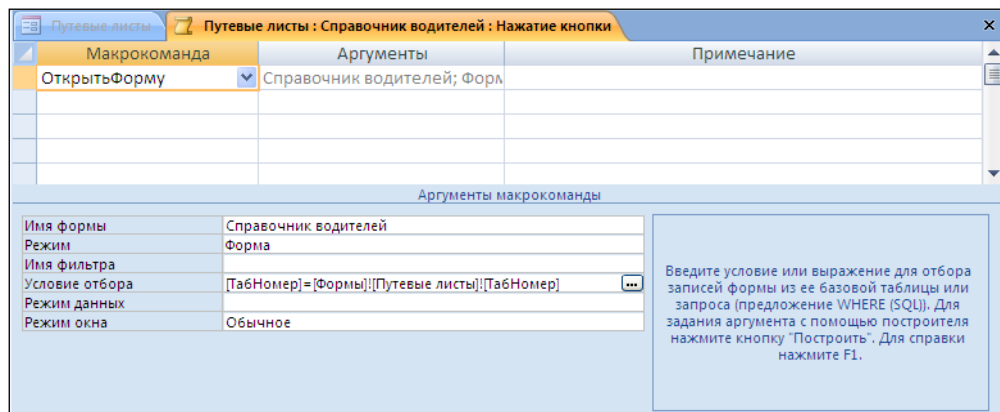 Путевые листы
Путевые листы : Справочник водителей : Нажатие кнопки
Макрокоманда Аргументы Примечание
ОткрытьФорму Справочник водителей; Форм
Аргументы макрокоманды
Имя формы Справочник водителей
Режим Форма
Имя фильтра
Условие отбора [ТабНомер]=[Формы]![Путевые листы]![ТабНомер] ...
Режим данных
Режим окна Обычное
Введите условие или выражение для отбора
записей формы из ее базовой таблицы или
запроса (предложение WHERE (SQL)). Для
задания аргумента с помощью построителя
нажмите кнопку "Построить". Для справки
нажмите F1.